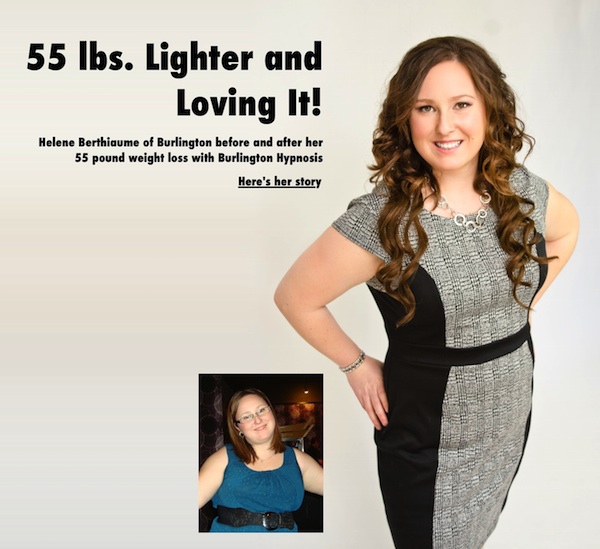 55 lbs. Lighter and
Loving It!
Helene Berthiaume of Burlington before and after her
55 pound weight loss with Burlington Hypnosis
Here's her story